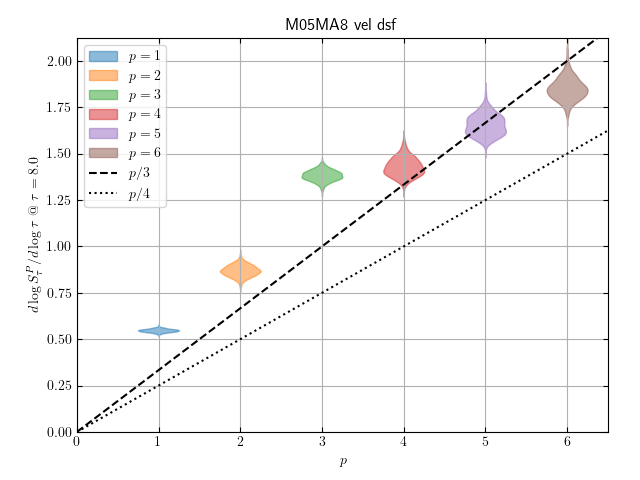 M05MA8 vel dsf
2.00
1.75
1.50
1.25
1.00
0.75
0.50
0.25
0.00
d log S_τ^P / d log τ @ τ = 8.0
p = 1
p = 2
p = 3
p = 4
p = 5
p = 6
p/3
p/4
0 1 2 3 4 5 6
p